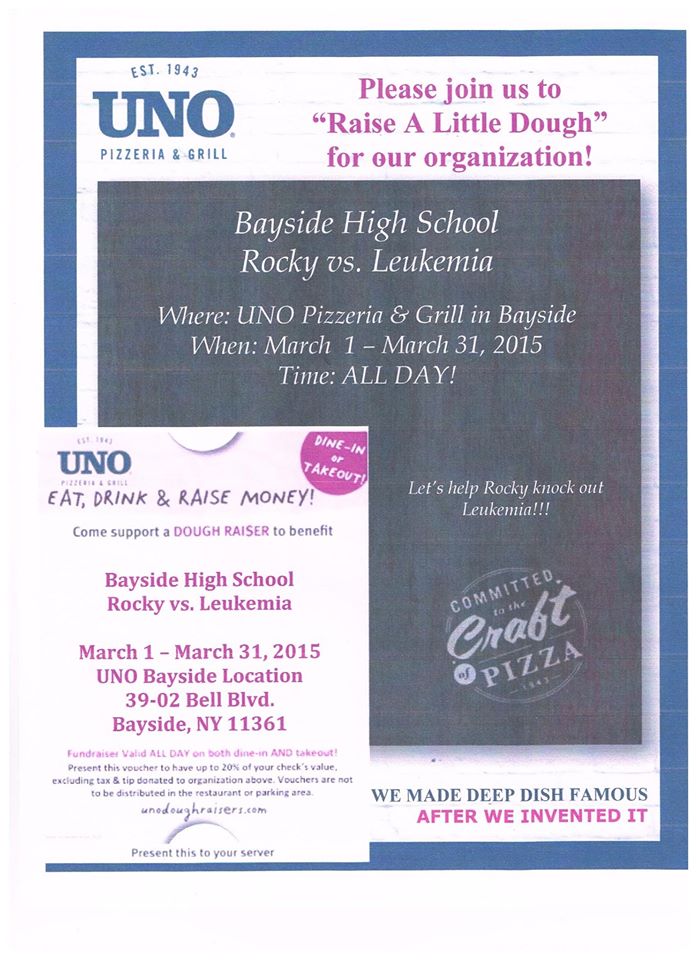 EST. 1943
UNO
PIZZERIA & GRILL
Please join us to
“Raise A Little Dough”
for our organization!
Bayside High School
Rocky vs. Leukemia
Where: UNO Pizzeria & Grill in Bayside
When: March 1 – March 31, 2015
Time: ALL DAY!
Let's help Rocky knock out
Leukemia!!!
COMMITTED
to the
Craft
of PIZZA
1943
WE MADE DEEP DISH FAMOUS
AFTER WE INVENTED IT
EST. 1943
UNO
PIZZERIA & GRILL
DINE-IN
or
TAKEOUT!
EAT, DRINK & RAISE MONEY!
Come support a DOUGH RAISER to benefit
Bayside High School
Rocky vs. Leukemia
March 1 – March 31, 2015
UNO Bayside Location
39-02 Bell Blvd.
Bayside, NY 11361
Fundraiser Valid ALL DAY on both dine-in AND takeout!
Present this voucher to have up to 20% of your check's value,
excluding tax & tip donated to organization above. Vouchers are not
to be distributed in the restaurant or parking area.
unodoughraisers.com
Present this to your server